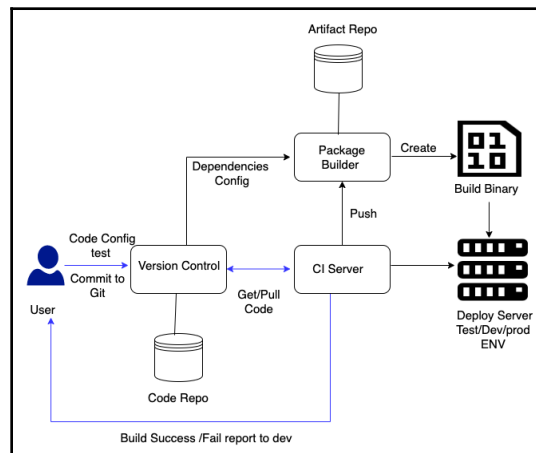 Artifact Repo
Package
Builder
Create
0110
Build Binary
Dependencies
Config
Push
Code Config
test
Commit to
Git
User
Version Control
Get/Pull
Code
CI Server
Deploy Server
Test/Dev/prod
ENV
Code Repo
Build Success /Fail report to dev